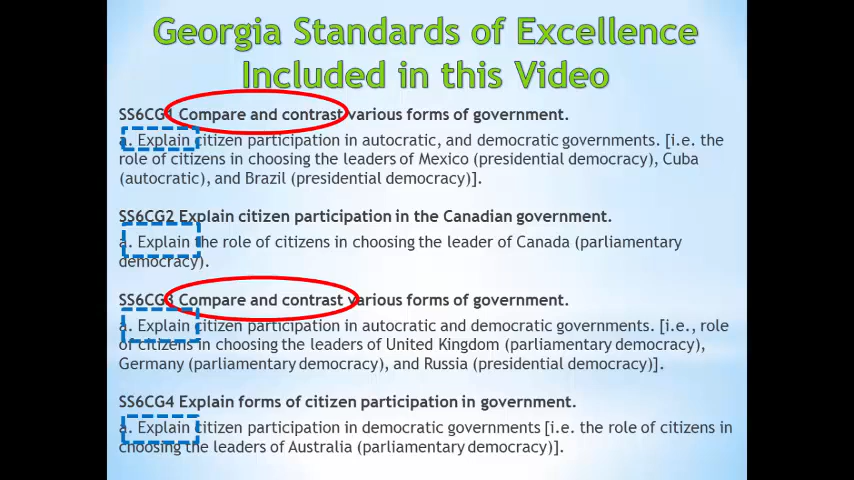 Georgia Standards of Excellence
Included in this Video
SS6CG1 Compare and contrast various forms of government.
a. Explain citizen participation in autocratic, and democratic governments. [i.e. the
role of citizens in choosing the leaders of Mexico (presidential democracy), Cuba
(autocratic), and Brazil (presidential democracy)].
SS6CG2 Explain citizen participation in the Canadian government.
a. Explain the role of citizens in choosing the leader of Canada (parliamentary
democracy).
SS6CG3 Compare and contrast various forms of government.
a. Explain citizen participation in autocratic and democratic governments. [i.e., role
of citizens in choosing the leaders of United Kingdom (parliamentary democracy),
Germany (parliamentary democracy), and Russia (presidential democracy)].
SS6CG4 Explain forms of citizen participation in government.
a. Explain citizen participation in democratic governments [i.e. the role of citizens in
choosing the leaders of Australia (parliamentary democracy)].